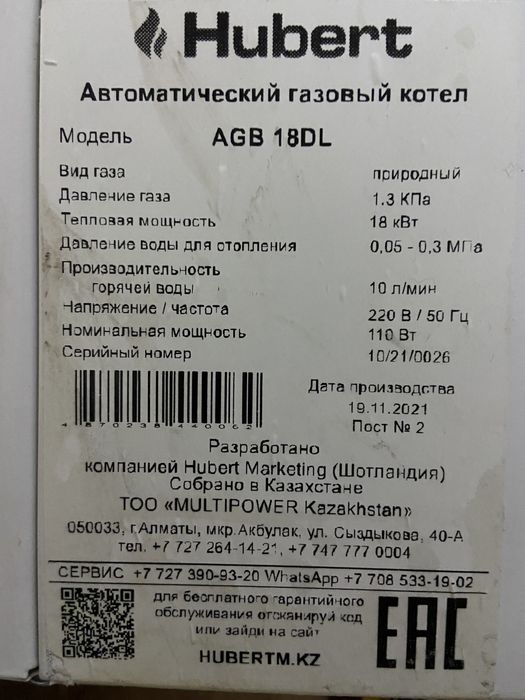 Hubert
Автоматический газовый котел
Модель AGB 18DL
Вид газа природный
Давление газа 1.3 КПа
Тепловая мощность 18 кВт
Давление воды для отопления 0,05 - 0,3 МПа
Производительность
горячей воды 10 л/мин
Напряжение / частота 220 В / 50 Гц
Номинальная мощность 110 Вт
Серийный номер 10/21/0026
Дата производства
19.11.2021
Пост № 2
4870238440062
Разработано
компанией Hubert Marketing (Шотландия)
Собрано в Казахстане
ТОО «MULTIPOWER Kazakhstan»
050033, г.Алматы, мкр.Акбулак, ул. Сыздыкова, 40-А
тел. +7 727 264-14-21, +7 747 777 0004
СЕРВИС +7 727 390-93-20 WhatsApp +7 708 533-19-02
для бесплатного гарантийного
обслуживания отсканируй код
или зайди на сайт
HUBERTM.KZ
EAC